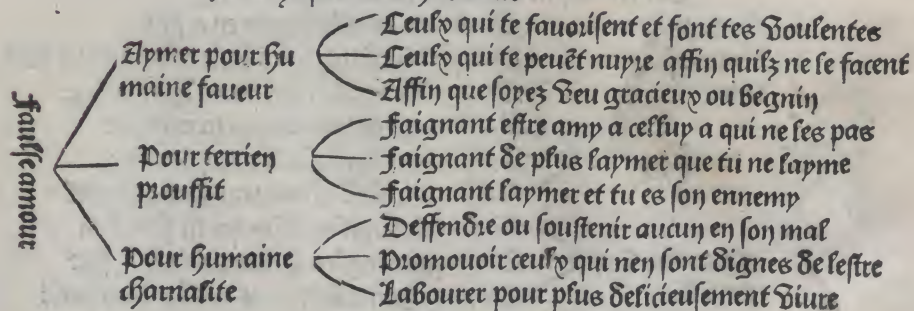 faulse amour
Aymer pour hu
maine faueur
Ceulx qui te fauorisent et font tes voulentes
Ceulx qui te peuēt nuyre affin quilz ne le facent
Affin que soyez veu gracieux ou begnin
Pour terrien
prouffit
faignant estre amy a celluy a qui ne les pas
faignant de plus laymer que tu ne layme
faignant laymer et tu es son ennemy
Pour humaine
charnalite
Deffendre ou soustenir aucun en son mal
Promouoir ceulx qui nen sont dignes de lestre
Labourer pour plus delicieusement viure